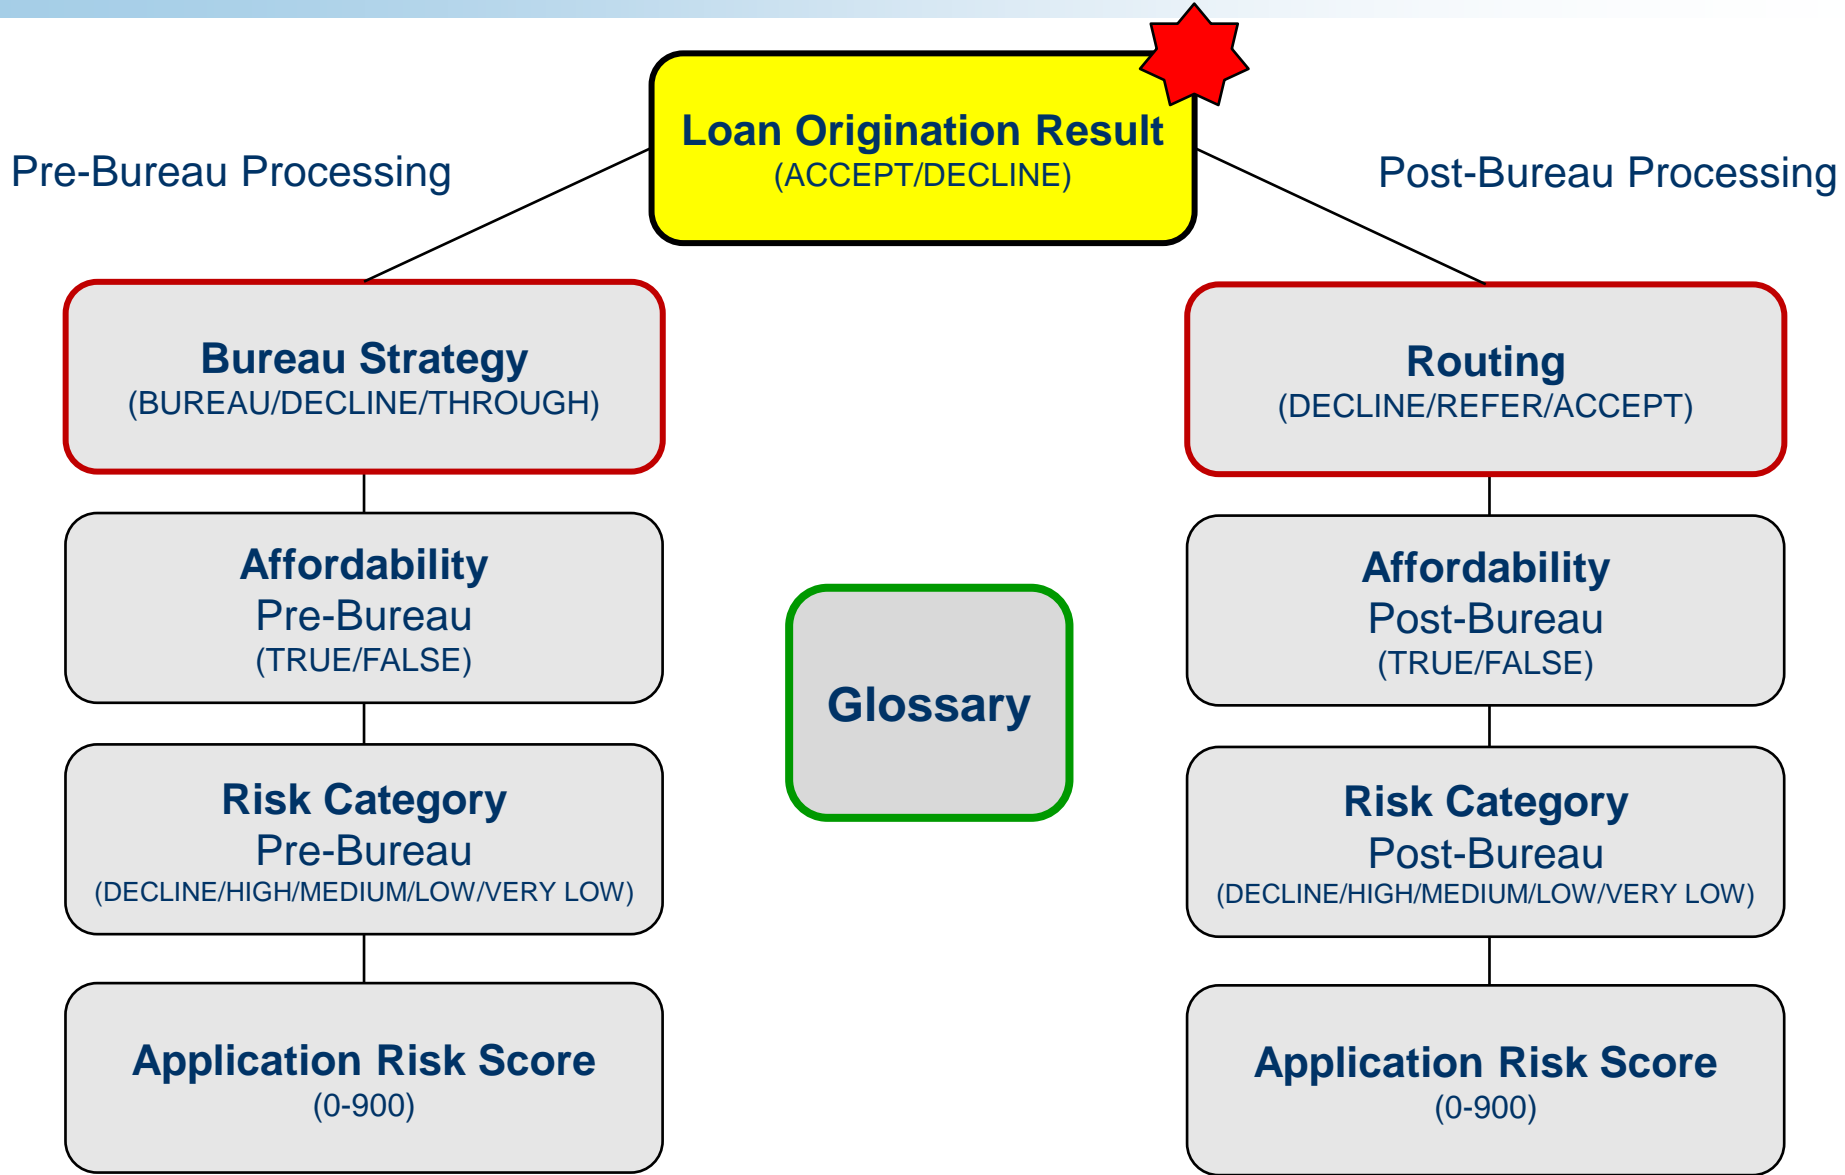 Loan Origination Result
(ACCEPT/DECLINE)
Pre-Bureau Processing
Post-Bureau Processing
Bureau Strategy
(BUREAU/DECLINE/THROUGH)
Affordability
Pre-Bureau
(TRUE/FALSE)
Risk Category
Pre-Bureau
(DECLINE/HIGH/MEDIUM/LOW/VERY LOW)
Application Risk Score
(0-900)
Glossary
Routing
(DECLINE/REFER/ACCEPT)
Affordability
Post-Bureau
(TRUE/FALSE)
Risk Category
Post-Bureau
(DECLINE/HIGH/MEDIUM/LOW/VERY LOW)
Application Risk Score
(0-900)